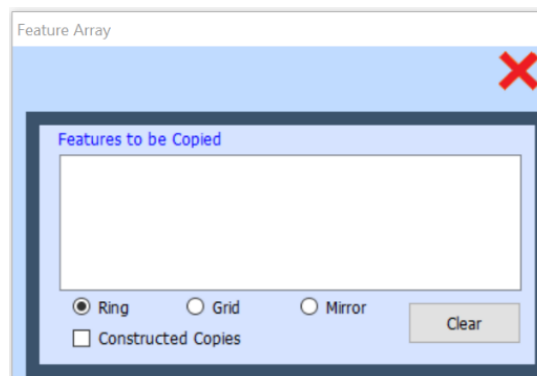 Feature Array
Features to be Copied
Ring Grid Mirror
Constructed Copies
Clear